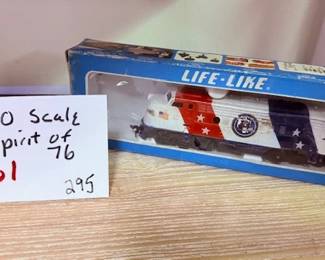 LIFE-LIKE
O Scale
pirit of
76
01
295